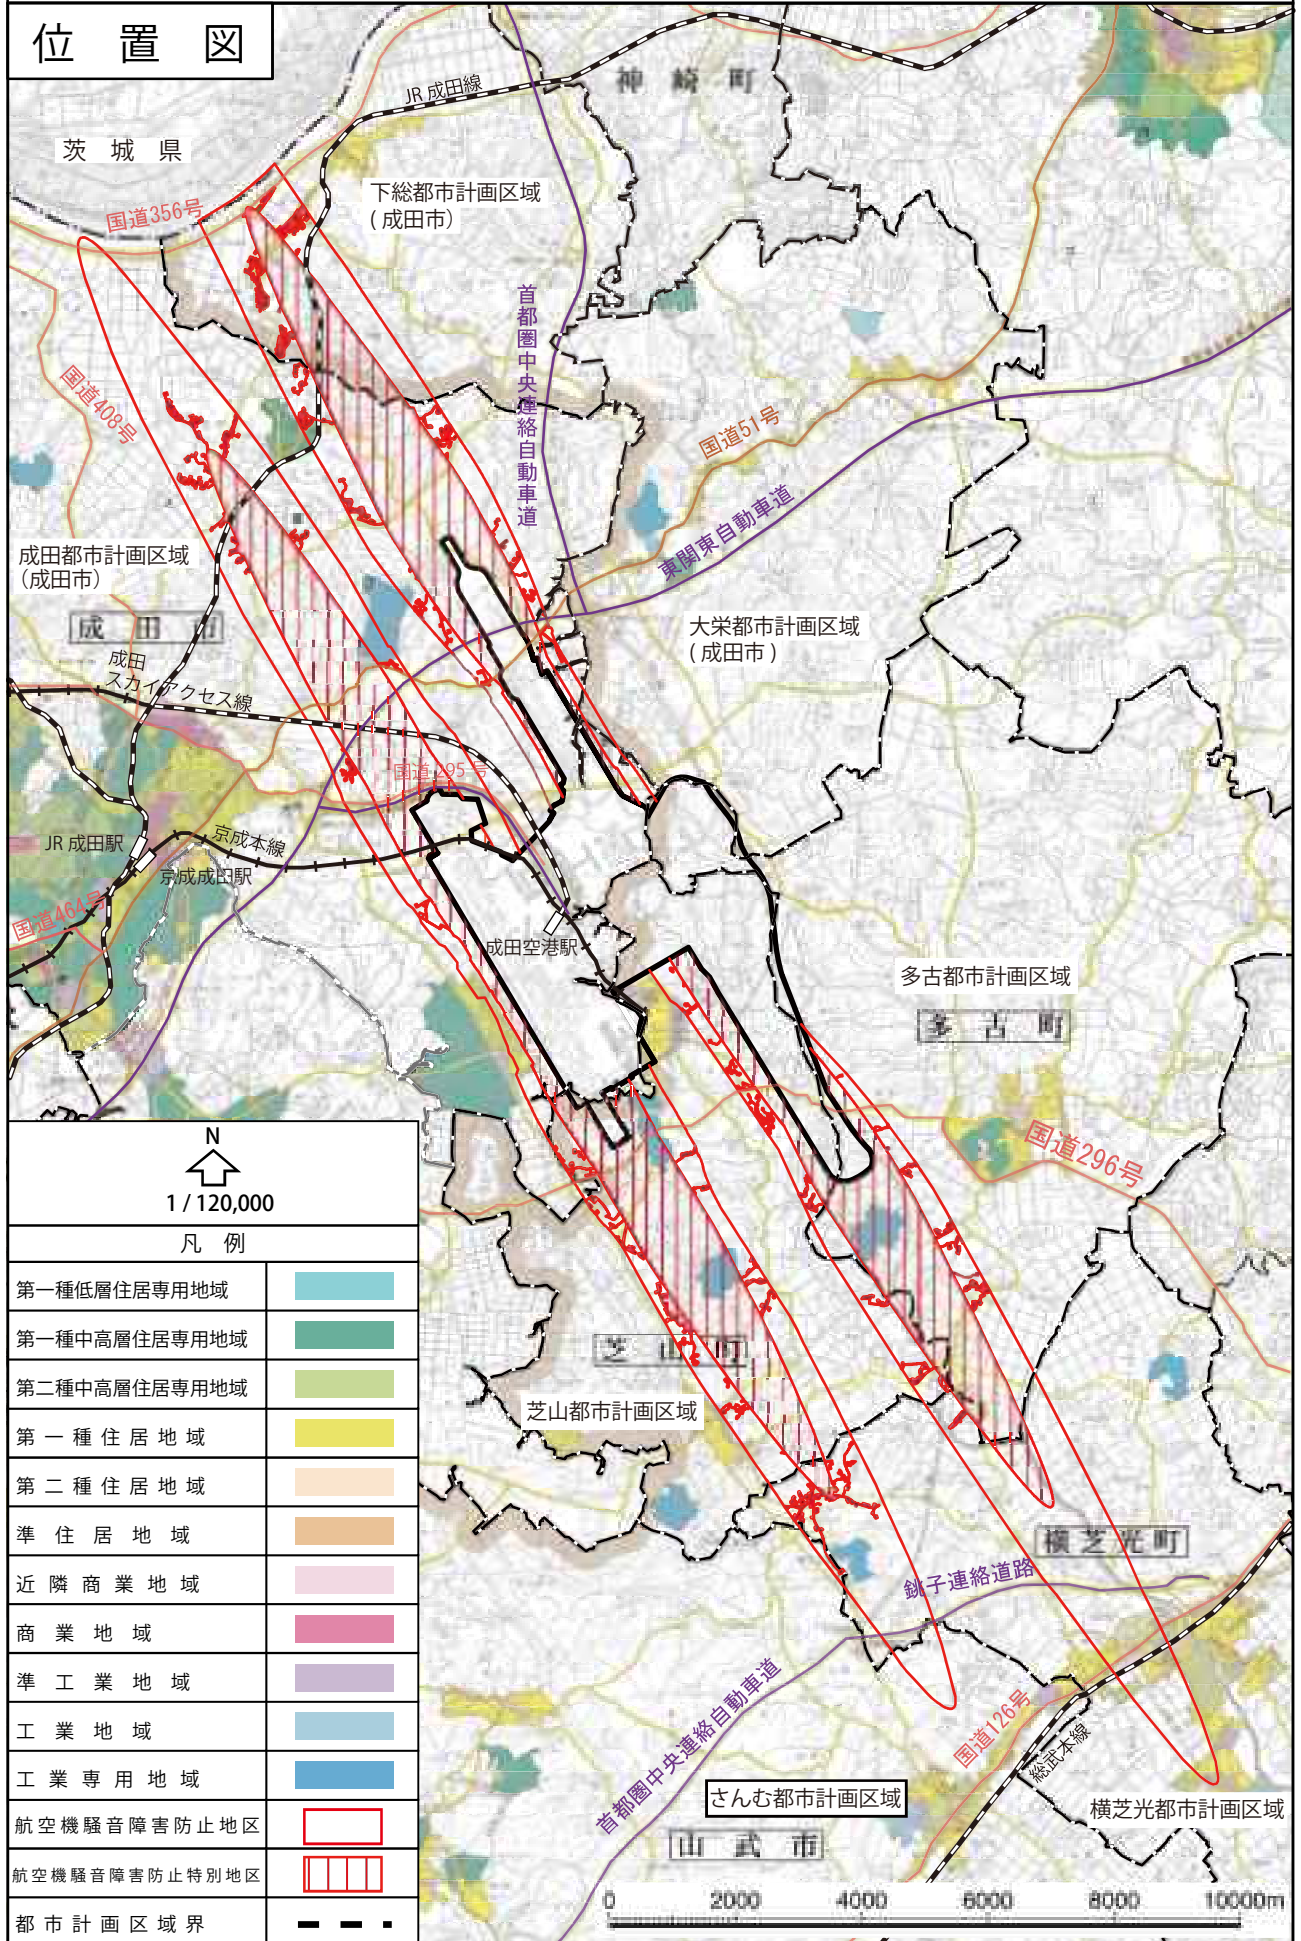 位置図
JR成田線
神崎町
茨城県
下総都市計画区域
(成田市)
国道356号
首都圏中央連絡自動車道
国道408号
国道51号
東関東自動車道
成田都市計画区域
(成田市)
成田市
大栄都市計画区域
(成田市)
成田
スカイアクセス線
国道295号
JR成田駅
京成本線
京成成田駅
国道464号
成田空港駅
多古都市計画区域
多古町
国道296号
N
1 / 120,000
凡例
第一種低層住居専用地域
第一種中高層住居専用地域
第二種中高層住居専用地域
第一種住居地域
第二種住居地域
準住居地域
近隣商業地域
商業地域
準工業地域
工業地域
工業専用地域
航空機騒音障害防止地区
航空機騒音障害防止特別地区
都市計画区域界
芝山町
芝山都市計画区域
横芝光町
銚子連絡道路
首都圏中央連絡自動車道
国道126号
総武本線
さんむ都市計画区域
山武市
横芝光都市計画区域
0 2000 4000 6000 8000 10000m